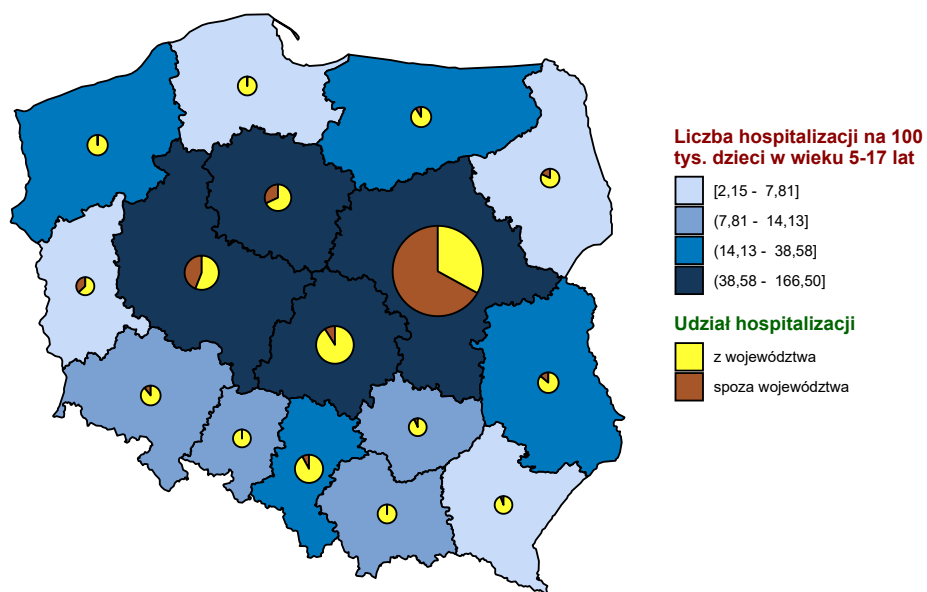 Liczba hospitalizacji na 100
tys. dzieci w wieku 5-17 lat
[2,15 - 7,81]
(7,81 - 14,13]
(14,13 - 38,58]
(38,58 - 166,50]
Udział hospitalizacji
z województwa
spoza województwa